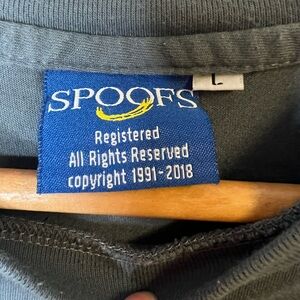 L
SPOOFS
Registered
All Rights Reserved
copyright 1991-2018